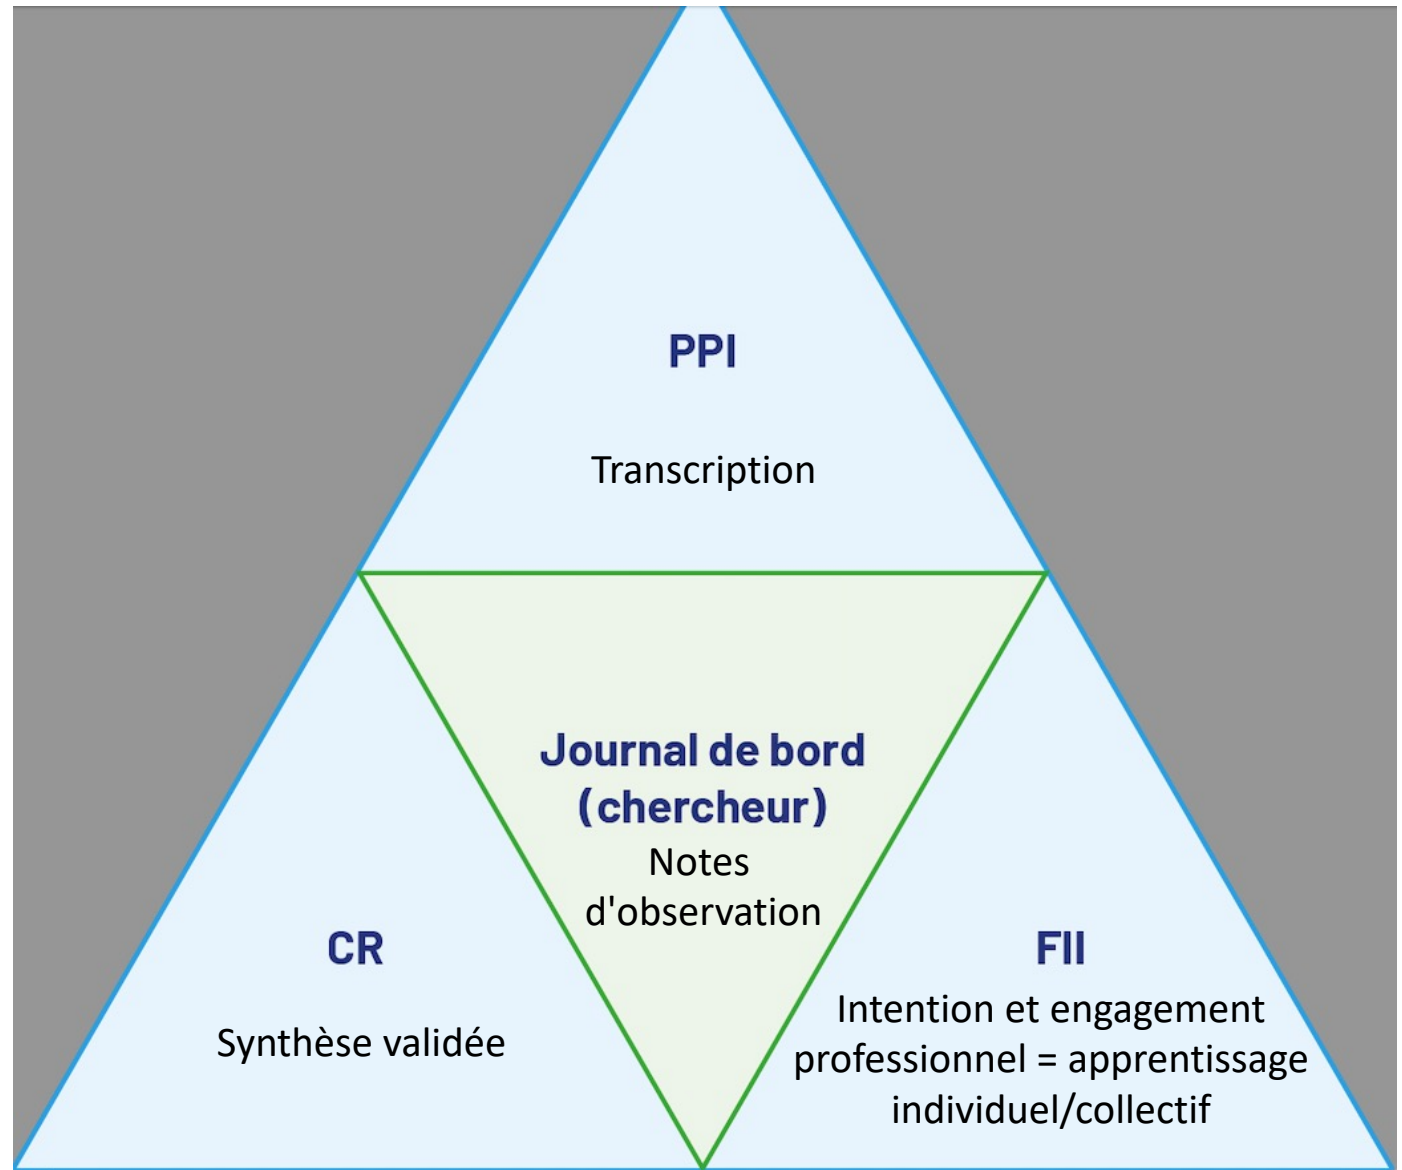 PPI
Transcription
Journal de bord
(chercheur)
Notes
d'observation
CR
Synthèse validée
FII
Intention et engagement
professionnel = apprentissage
individuel/collectif